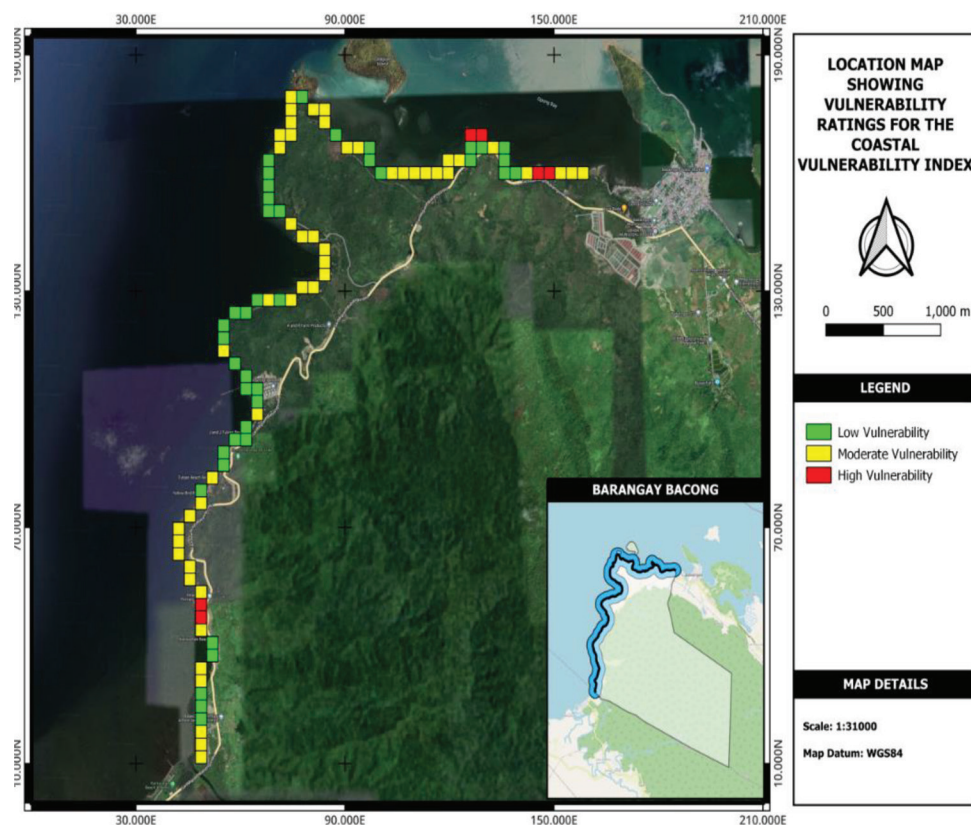 30.000E 90.000E 150.000E 210.000E
190.000N 190.000N
130.000N 130.000N
70.000N 70.000N
10.000N 10.000N
30.000E 90.000E 150.000E 210.000E
LOCATION MAP
SHOWING
VULNERABILITY
RATINGS FOR THE
COASTAL
VULNERABILITY INDEX
0 500 1,000 m
LEGEND
Low Vulnerability
Moderate Vulnerability
High Vulnerability
BARANGAY BACONG
MAP DETAILS
Scale: 1:31000
Map Datum: WGS84